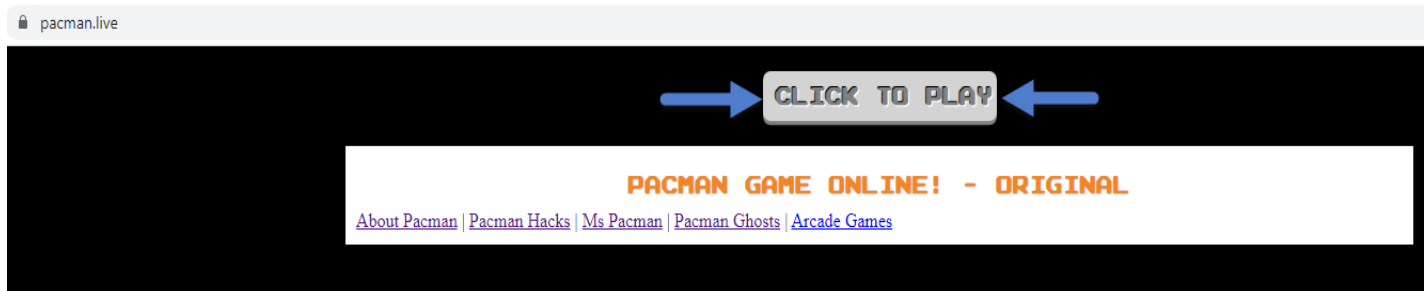 pacman.live
CLICK TO PLAY
PACMAN GAME ONLINE! - ORIGINAL
About Pacman | Pacman Hacks | Ms Pacman | Pacman Ghosts | Arcade Games